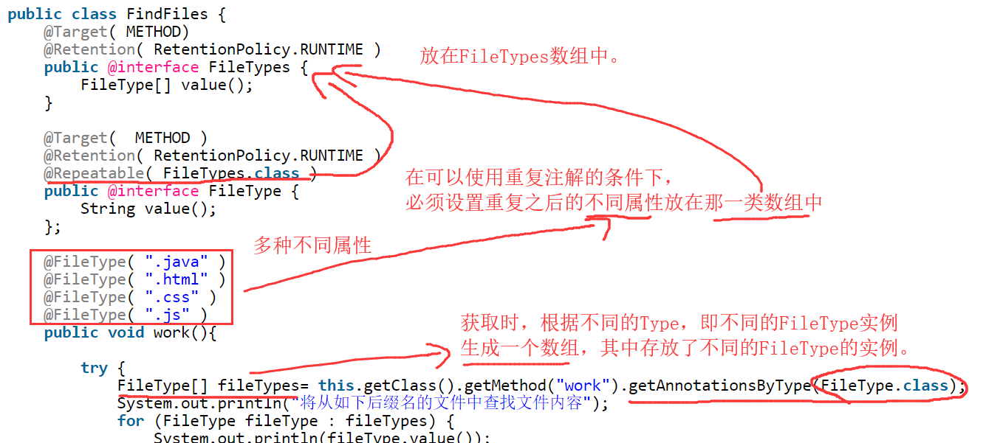 public class FindFiles {
@Target( METHOD)
@Retention( RetentionPolicy.RUNTIME )
放在FileTypes数组中。
public @interface FileTypes {
FileType[] value();
}
@Target(  METHOD )
@Retention( RetentionPolicy.RUNTIME )
@Repeatable( FileTypes.class )
在可以使用重复注解的条件下，
public @interface FileType {
必须设置重复之后的不同属性放在那一类数组中
String value();
};
多种不同属性
@FileType( ".java" )
@FileType( ".html" )
@FileType( ".css" )
@FileType( ".js" )
public void work(){
获取时，根据不同的Type，即不同的FileType实例
生成一个数组，其中存放了不同的FileType的实例。
try {
FileType[] fileTypes= this.getClass().getMethod("work").getAnnotationsByType(FileType.class);
System.out.println("将从如下后缀名的文件中查找文件内容");
for (FileType fileType : fileTypes) {
System.out.println(fileType.value());